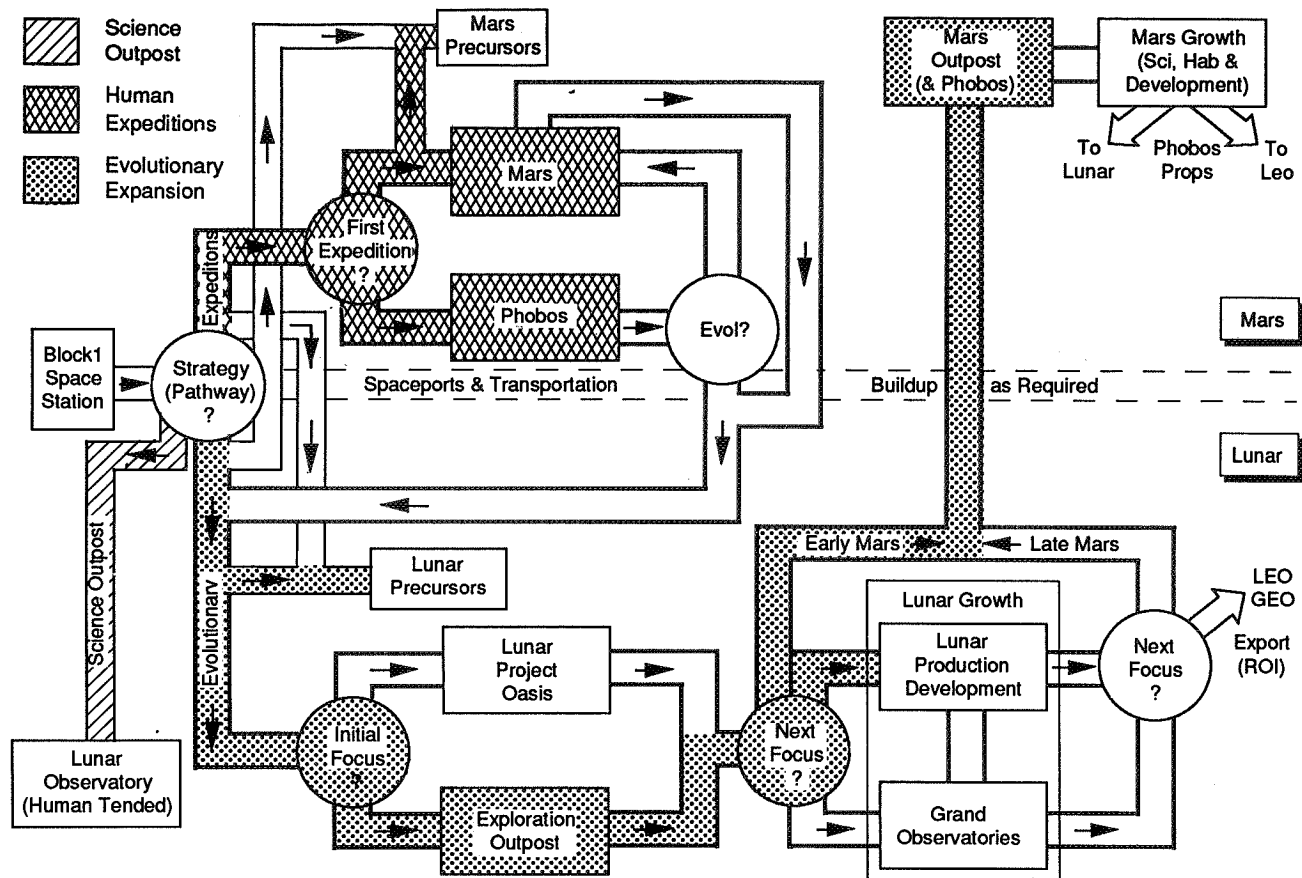 Science
Outpost
Human
Expeditions
Evolutionary
Expansion
Mars
Precursors
Mars
Outpost
(& Phobos)
Mars Growth
(Sci, Hab &
Development)
To
Lunar
Phobos
Props
To
Leo
Mars
First
Expedition
?
Expeditons
Phobos
Evol?
Mars
Block1
Space
Station
Strategy
(Pathway)
?
Spaceports & Transportation
Buildup
as Required
Lunar
Science Outpost
Evolutionary
Lunar
Precursors
Early Mars
Late Mars
LEO
GEO
Export
(ROI)
Lunar Growth
Lunar
Project
Oasis
Lunar
Production
Development
Next
Focus
?
Initial
Focus
?
Next
Focus
?
Lunar
Observatory
(Human Tended)
Exploration
Outpost
Grand
Observatories